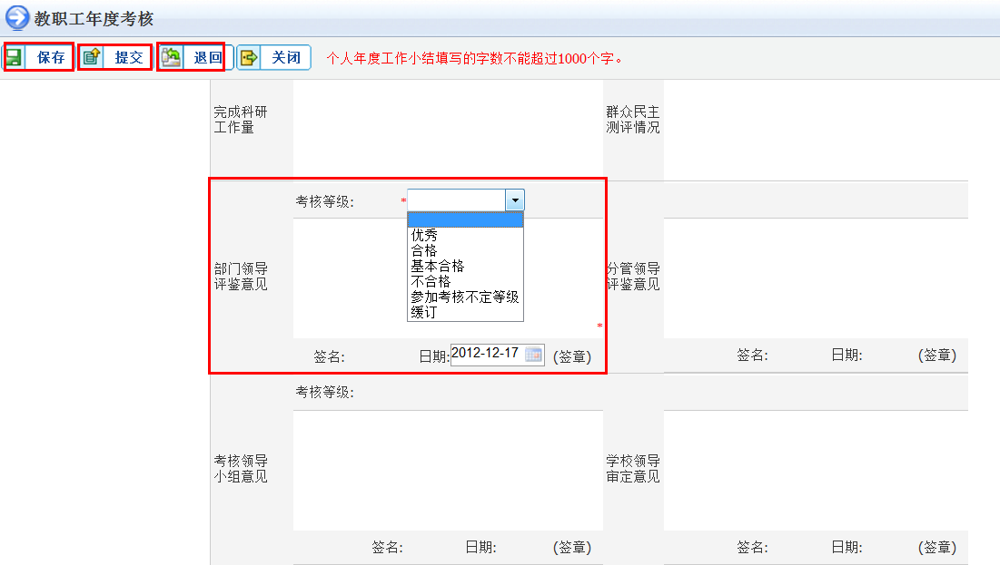 教职工年度考核
保存 提交 退回 关闭 个人年度工作小结填写的字数不能超过1000个字。
完成科研
工作量
群众民主
测评情况
考核等级: *
优秀
合格
基本合格
不合格
参加考核不定等级
缓订
部门领导
评鉴意见
*
签名: 日期: 2012-12-17 (签章)
分管领导
评鉴意见
签名: 日期: (签章)
考核等级:
考核领导
小组意见
签名: 日期: (签章)
学校领导
审定意见
签名: 日期: (签章)